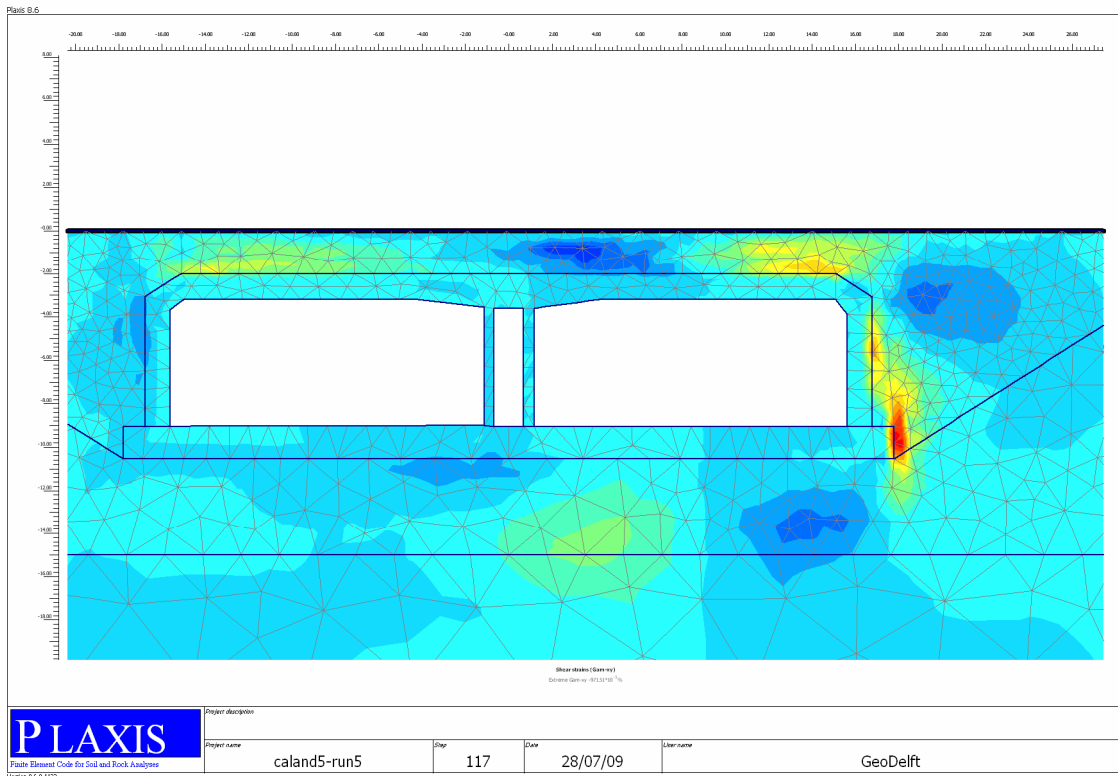 Plaxis 8.6
-20.00 -18.00 -16.00 -14.00 -12.00 -10.00 -8.00 -6.00 -4.00 -2.00 -0.00 2.00 4.00 6.00 8.00 10.00 12.00 14.00 16.00 18.00 20.00 22.00 24.00 26.00
8.00
6.00
4.00
2.00
-0.00
-2.00
-4.00
-6.00
-8.00
-10.00
-12.00
-14.00
-16.00
-18.00
Shear strains (Gam-xy)
Extreme Gam-xy
Project description
PLAXIS
Finite Element Code for Soil and Rock Analyses
Project name
caland5-run5
Step
117
Date
28/07/09
User name
GeoDelft